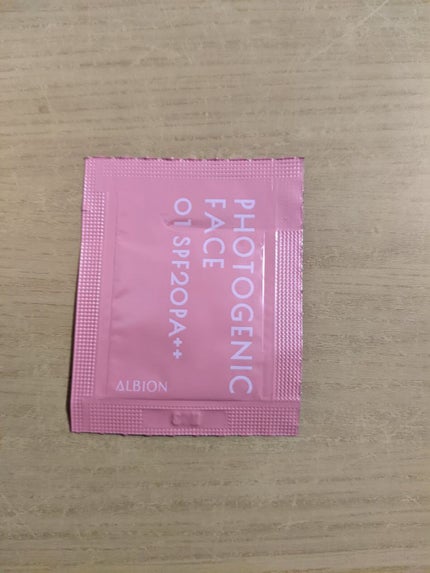 PHOTOGENIC
FACE
01 SPF20PA++
ALBION